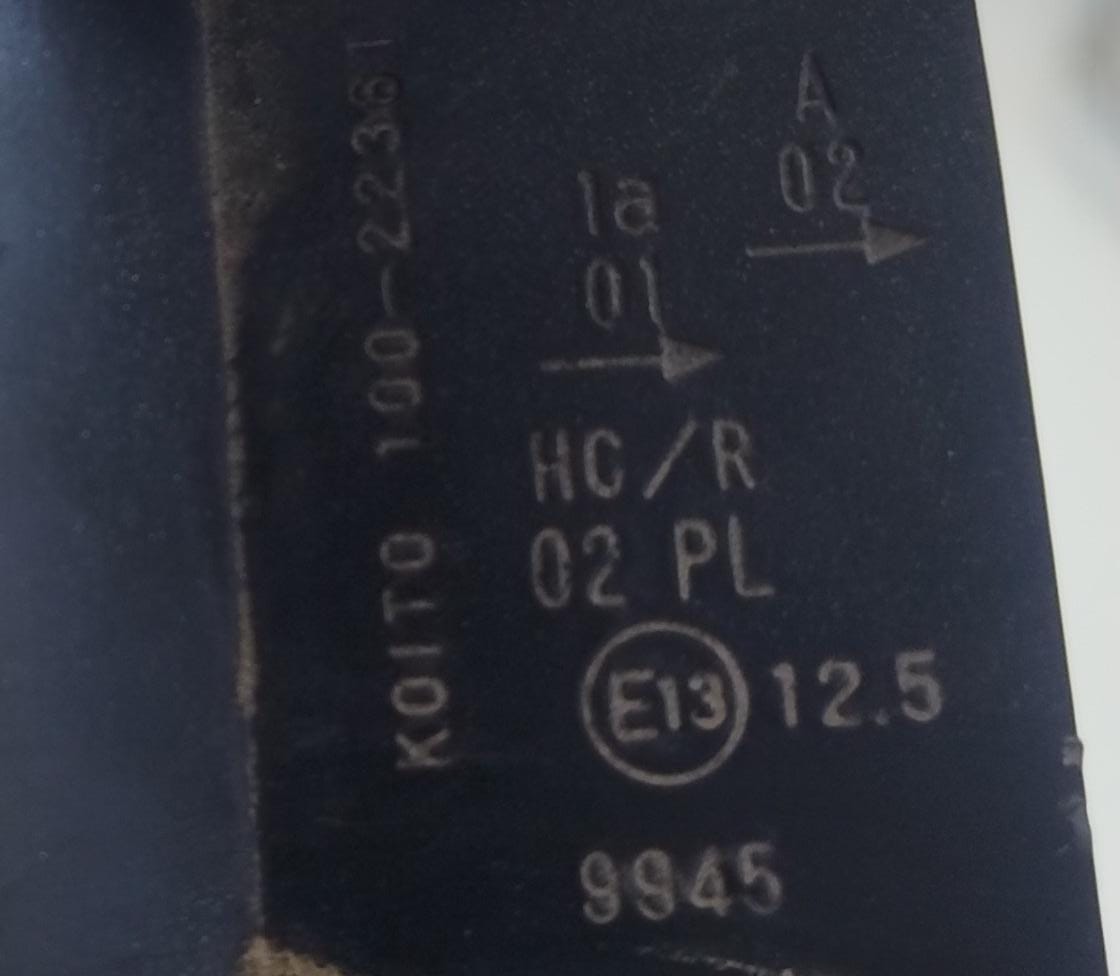 KOITO 100-22361
A
02
1a
01
HC/R
02 PL
E13 12.5
9945